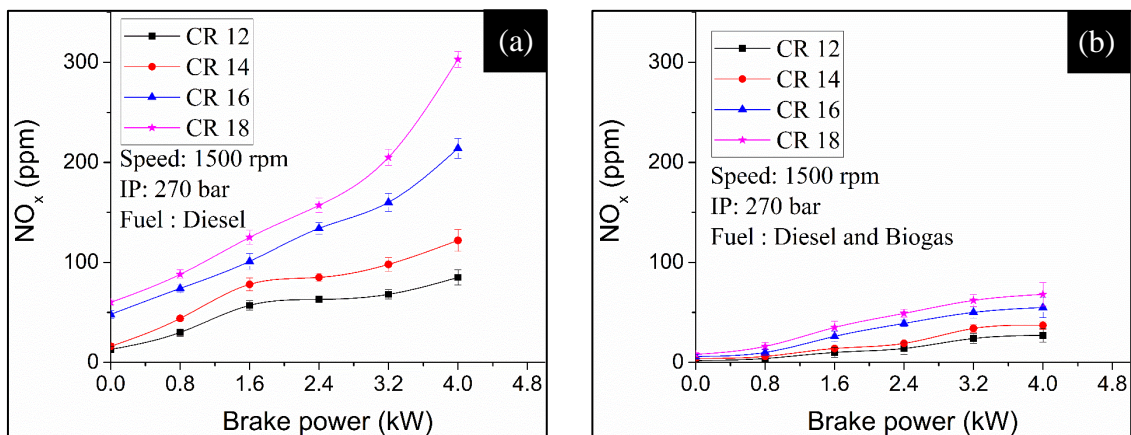 (a)
CR 12
CR 14
CR 16
CR 18
Speed: 1500 rpm
IP: 270 bar
Fuel : Diesel
300
200
100
0
NOx (ppm)
0.0 0.8 1.6 2.4 3.2 4.0 4.8
Brake power (kW)
(b)
CR 12
CR 14
CR 16
CR 18
Speed: 1500 rpm
IP: 270 bar
Fuel : Diesel and Biogas
300
200
100
0
NOx (ppm)
0.0 0.8 1.6 2.4 3.2 4.0 4.8
Brake power (kW)